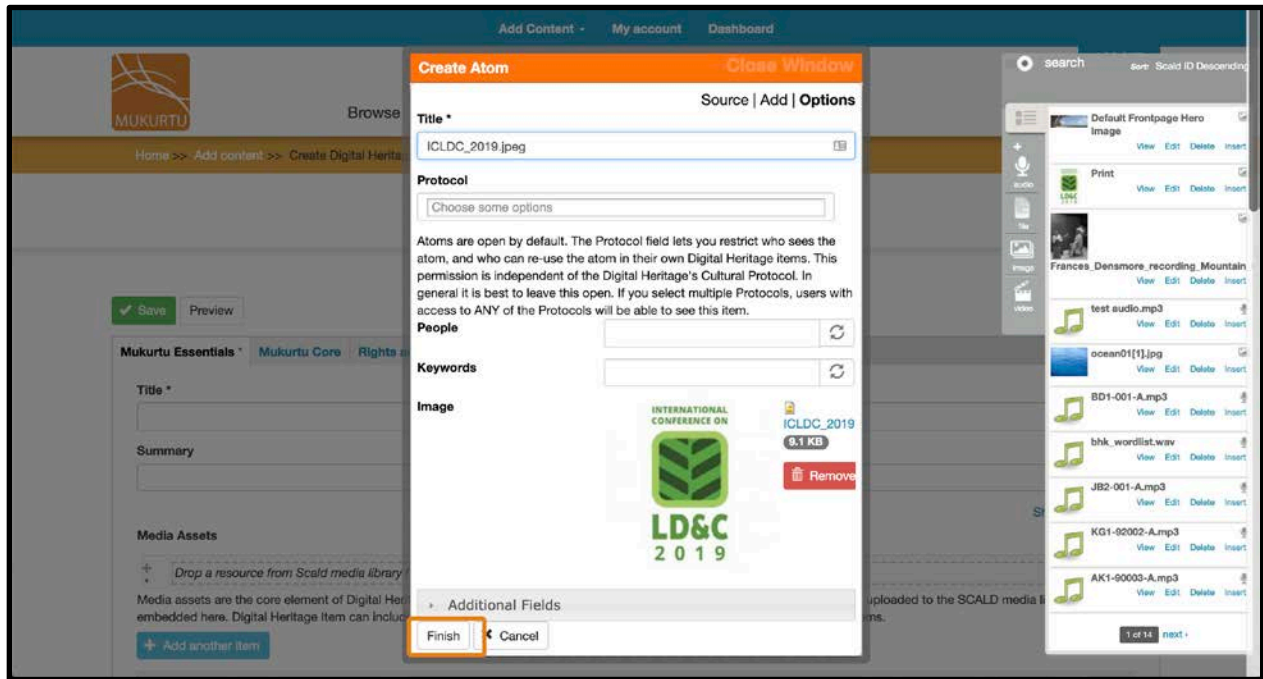 Add Content
My account
Dashboard
MUKURTU
Browse
Home >> Add content >> Create Digital Herita
Save
Preview
Mukurtu Essentials *
Mukurtu Core
Rights a
Title *
Summary
Media Assets
Drop a resource from Scald media library
Media assets are the core element of Digital Her
embedded here. Digital Heritage Item can includ
+ Add another item
Create Atom
Close Window
Source | Add | Options
Title *
ICLDC_2019.jpeg
Protocol
Choose some options
Atoms are open by default. The Protocol field lets you restrict who sees the
atom, and who can re-use the atom in their own Digital Heritage items. This
permission is independent of the Digital Heritage's Cultural Protocol. In
general it is best to leave this open. If you select multiple Protocols, users with
access to ANY of the Protocols will be able to see this item.
People
Keywords
Image
INTERNATIONAL
CONFERENCE ON
LD&C
2019
ICLDC_2019
9.1 KB
Remove
Additional Fields
Finish
Cancel
uploaded to the SCALD media li
ms.
search
Sort: Scald ID Descending
audio
file
image
video
Default Frontpage Hero
Image
View Edit Delete Insert
Print
View Edit Delete Insert
Frances_Densmore_recording_Mountain_
View Edit Delete Insert
test audio.mp3
View Edit Delete Insert
ocean01[1].jpg
View Edit Delete Insert
BD1-001-A.mp3
View Edit Delete Insert
bhk_wordlist.wav
View Edit Delete Insert
JB2-001-A.mp3
View Edit Delete Insert
KG1-92002-A.mp3
View Edit Delete Insert
AK1-90003-A.mp3
View Edit Delete Insert
1 of 14 next ›